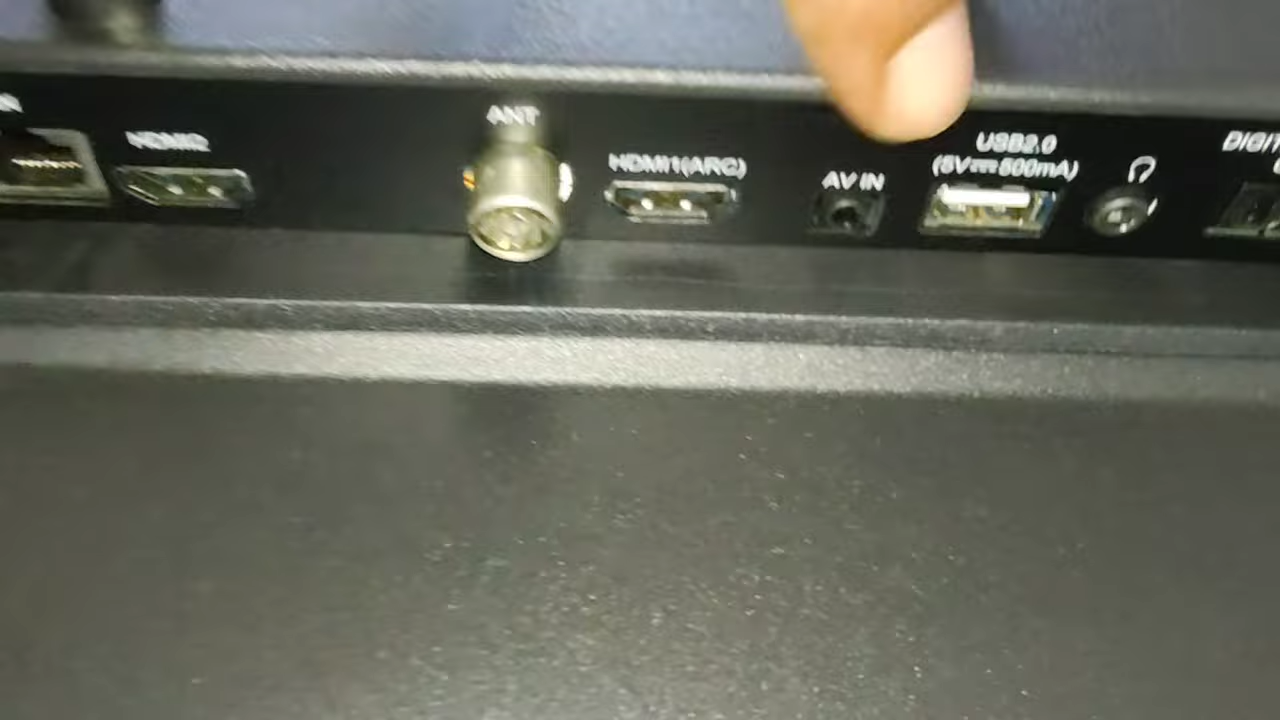 HDMI2
ANT
HDMI1(ARC)
AV IN
USB2.0
(5V⎓500mA)